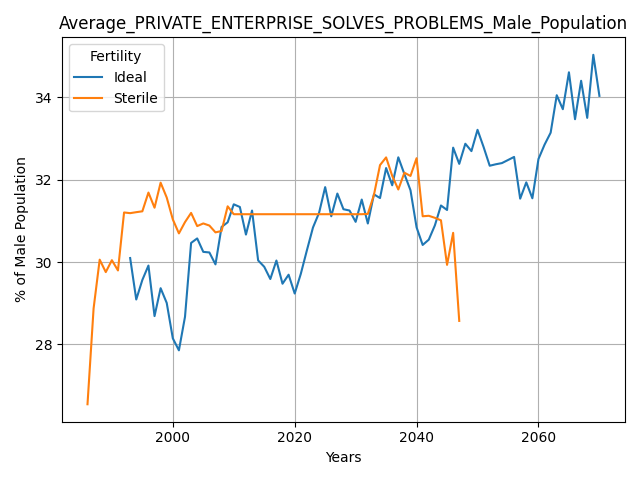 Average_PRIVATE_ENTERPRISE_SOLVES_PROBLEMS_Male_Population
Fertility
Ideal
Sterile
% of Male Population
34
32
30
28
2000
2020
2040
2060
Years